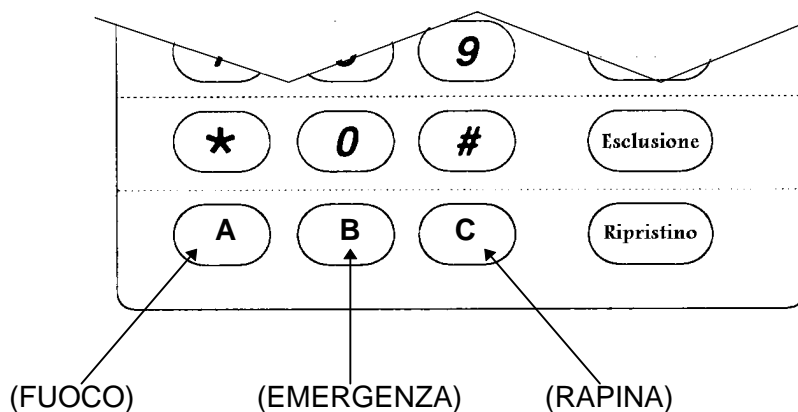 9
* 0 # Esclusione
A B C Ripristino
(FUOCO) (EMERGENZA) (RAPINA)